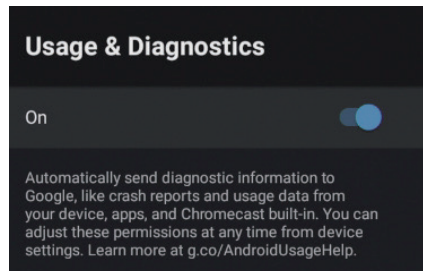 Usage & Diagnostics
On
Automatically send diagnostic information to
Google, like crash reports and usage data from
your device, apps, and Chromecast built-in. You can
adjust these permissions at any time from device
settings. Learn more at g.co/AndroidUsageHelp.